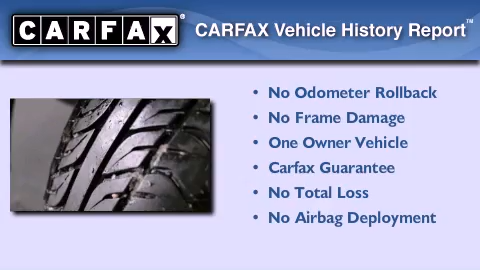 CARFAX® CARFAX Vehicle History Report™
• No Odometer Rollback
• No Frame Damage
• One Owner Vehicle
• Carfax Guarantee
• No Total Loss
• No Airbag Deployment